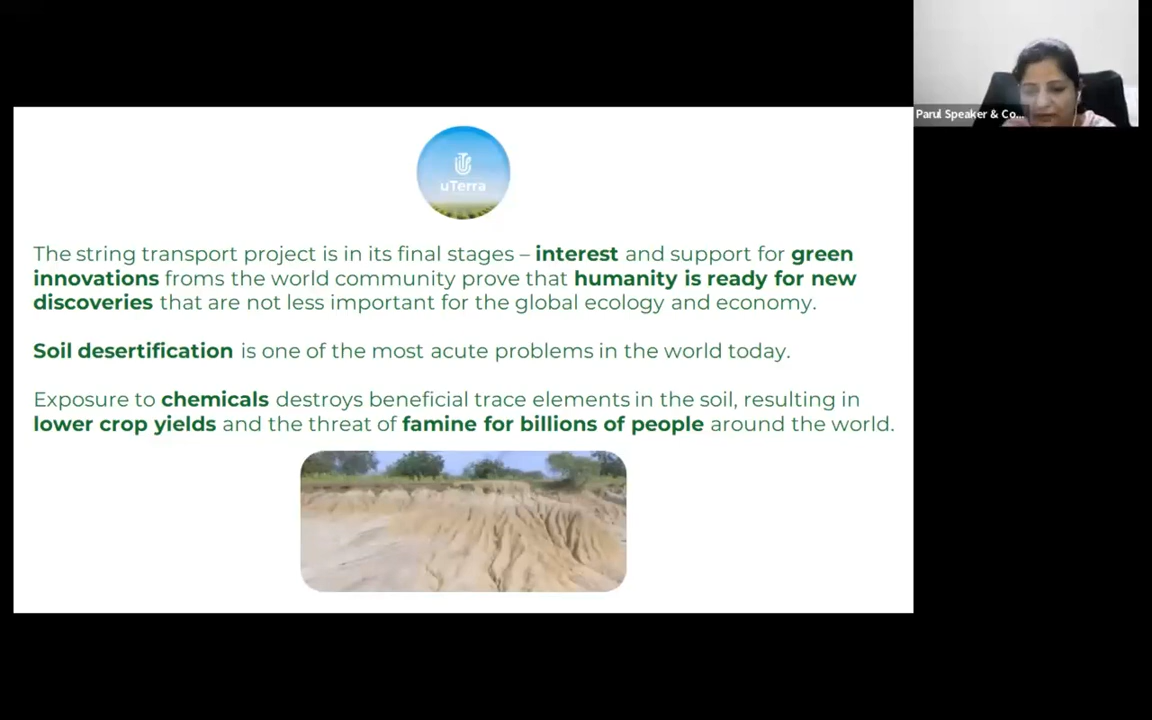 Parul Speaker & Co...
uTerra
The string transport project is in its final stages – interest and support for green
innovations froms the world community prove that humanity is ready for new
discoveries that are not less important for the global ecology and economy.
Soil desertification is one of the most acute problems in the world today.
Exposure to chemicals destroys beneficial trace elements in the soil, resulting in
lower crop yields and the threat of famine for billions of people around the world.